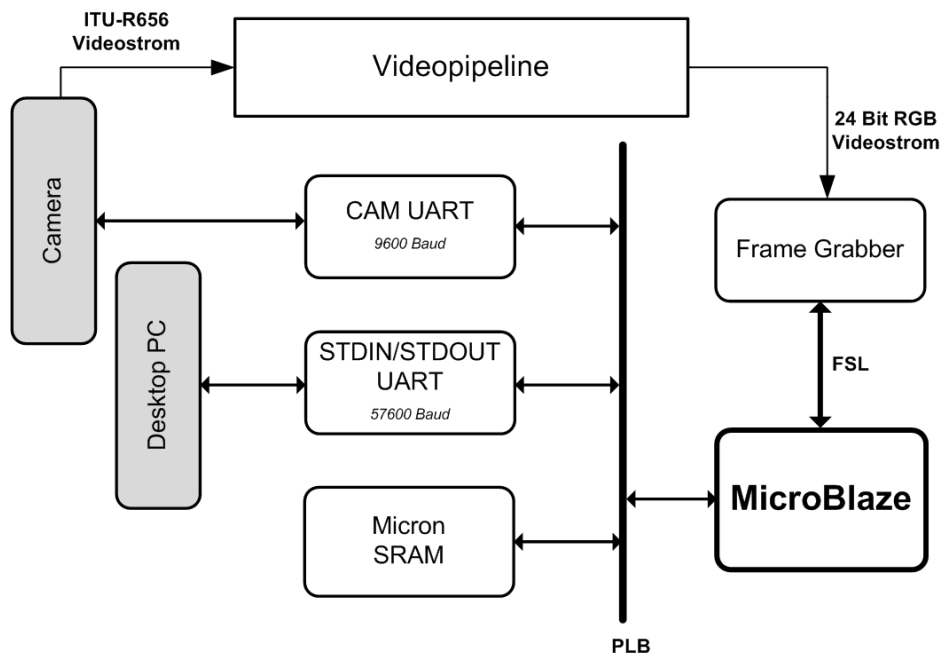 ITU-R656
Videostrom
Videopipeline
24 Bit RGB
Videostrom
Camera
CAM UART
9600 Baud
Frame Grabber
Desktop PC
STDIN/STDOUT
UART
57600 Baud
FSL
MicroBlaze
Micron
SRAM
PLB